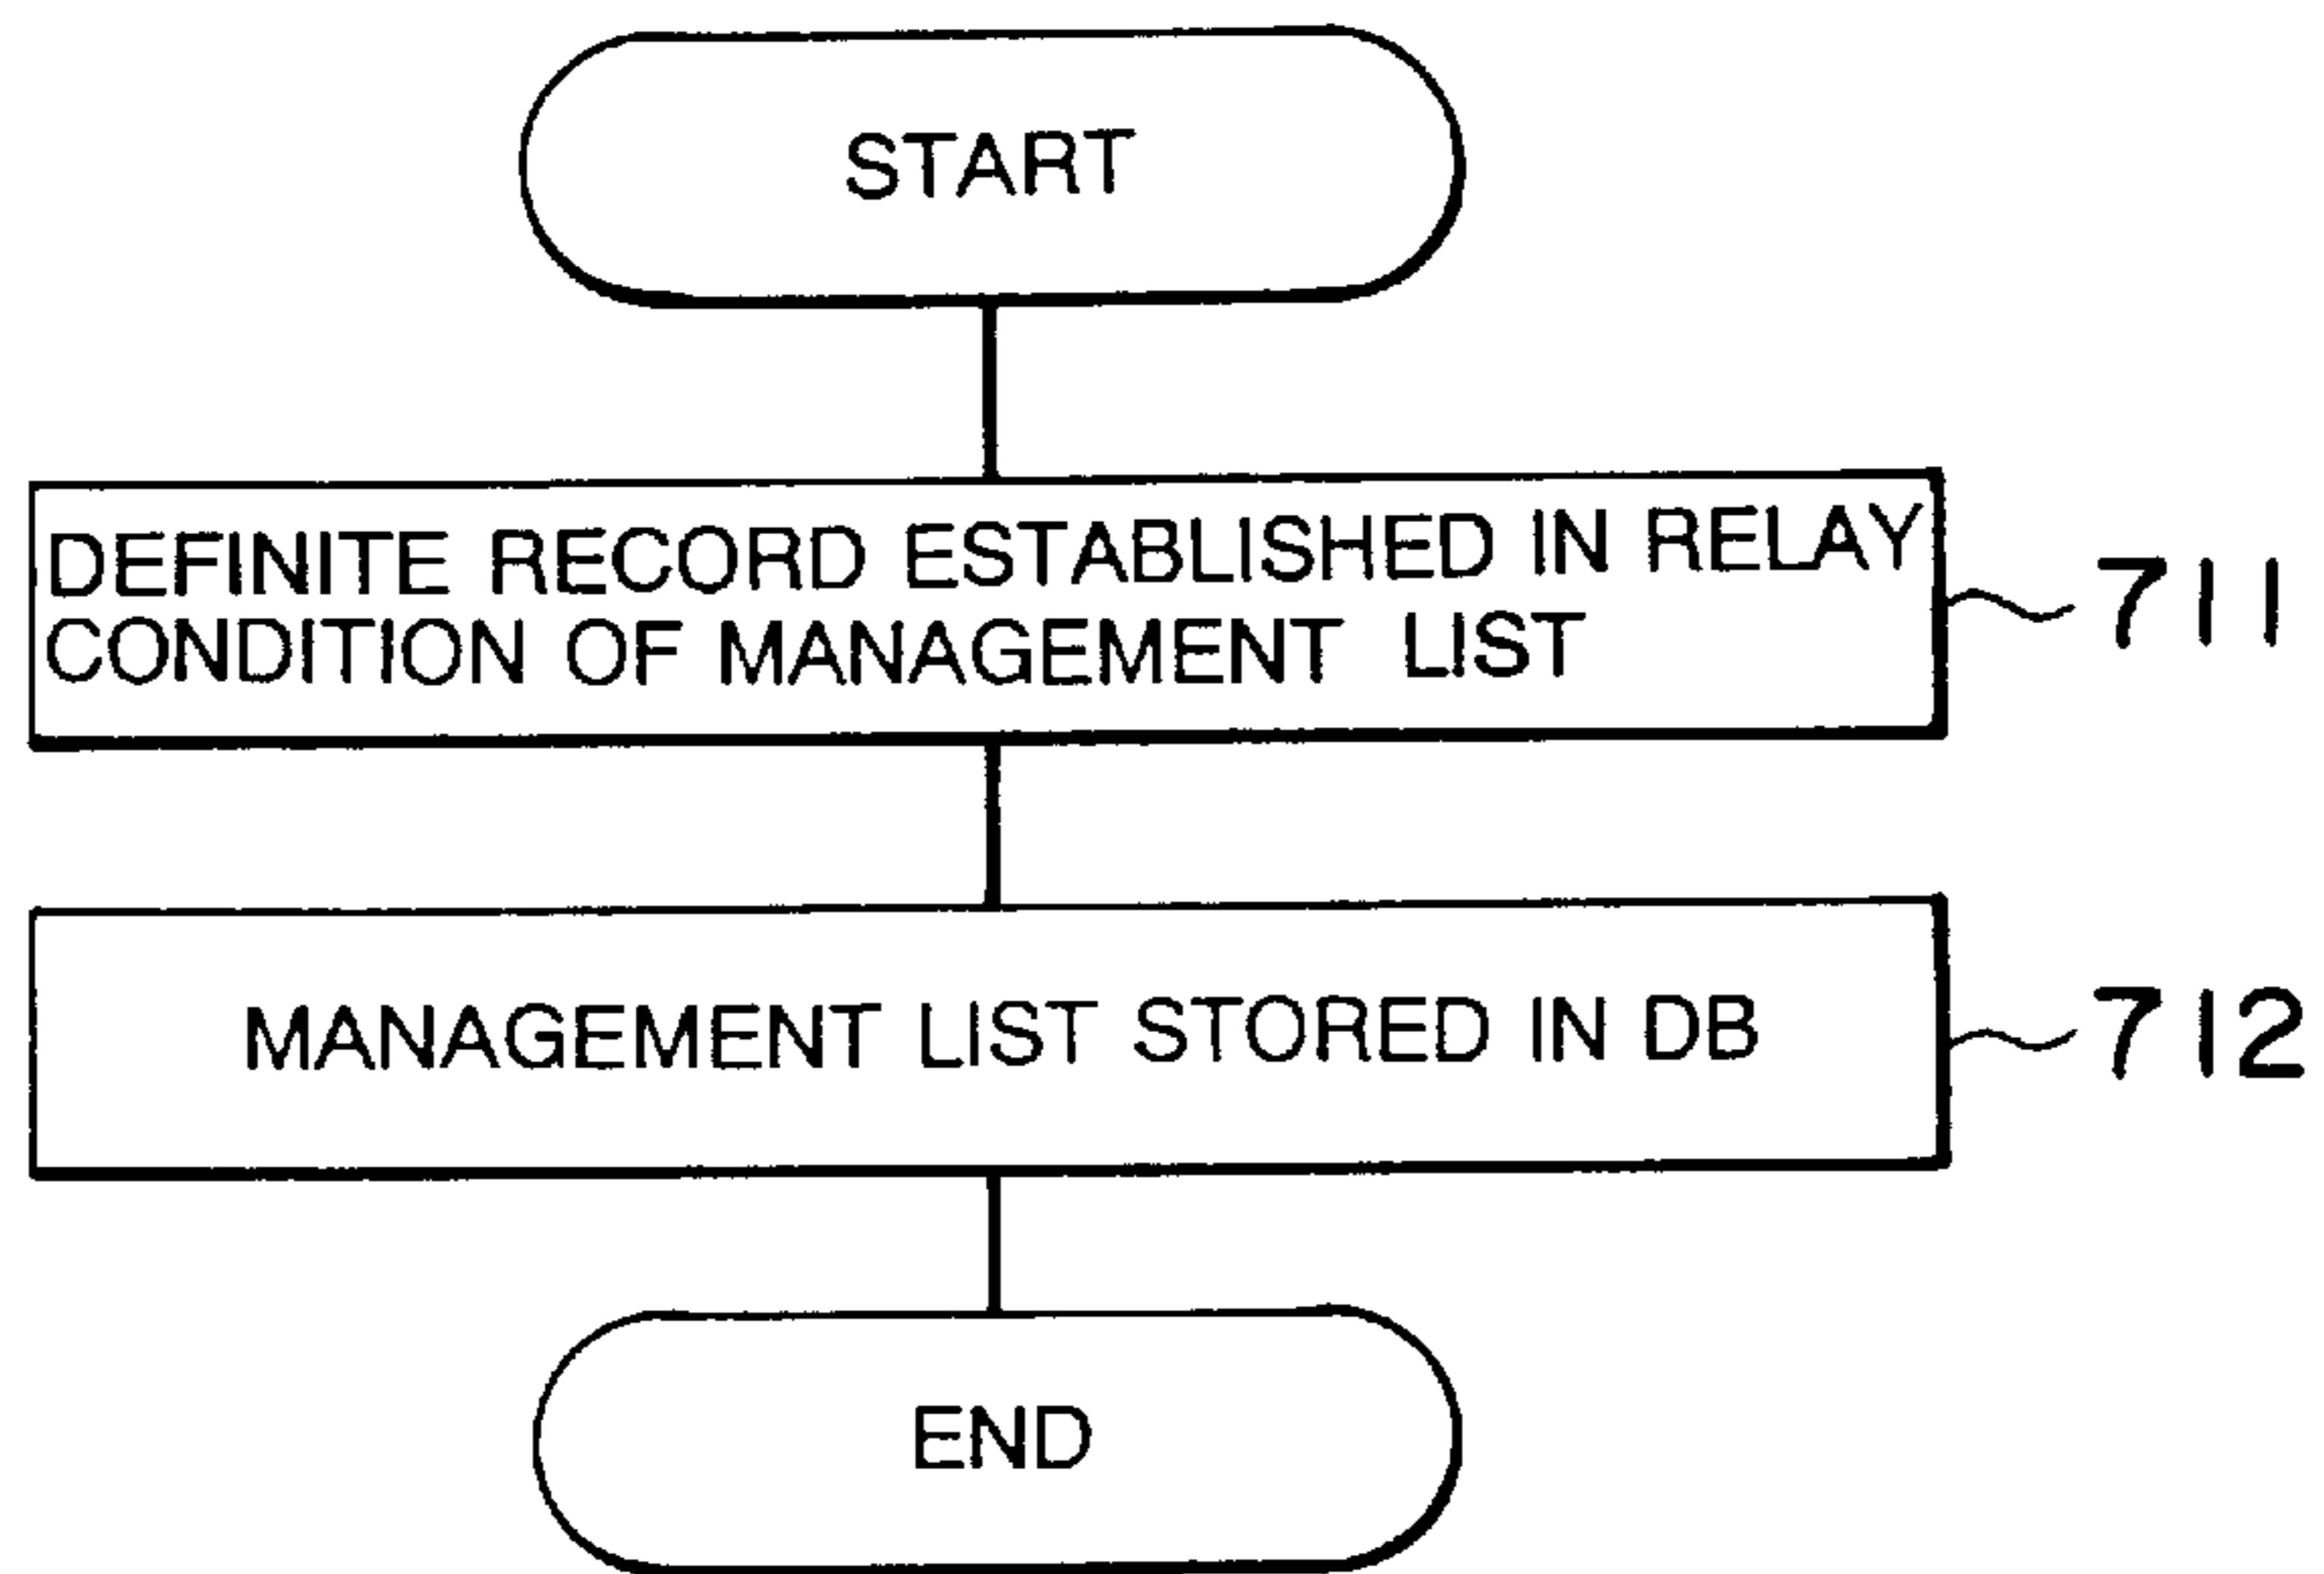 START
DEFINITE RECORD ESTABLISHED IN RELAY
CONDITION OF MANAGEMENT LIST
711
MANAGEMENT LIST STORED IN DB
712
END